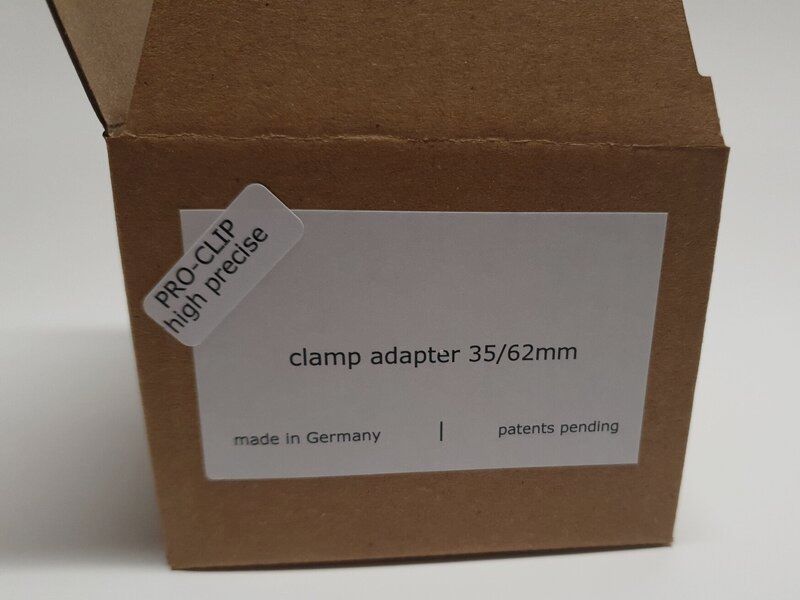 PRO-CLIP
high precise
clamp adapter 35/62mm
made in Germany | patents pending